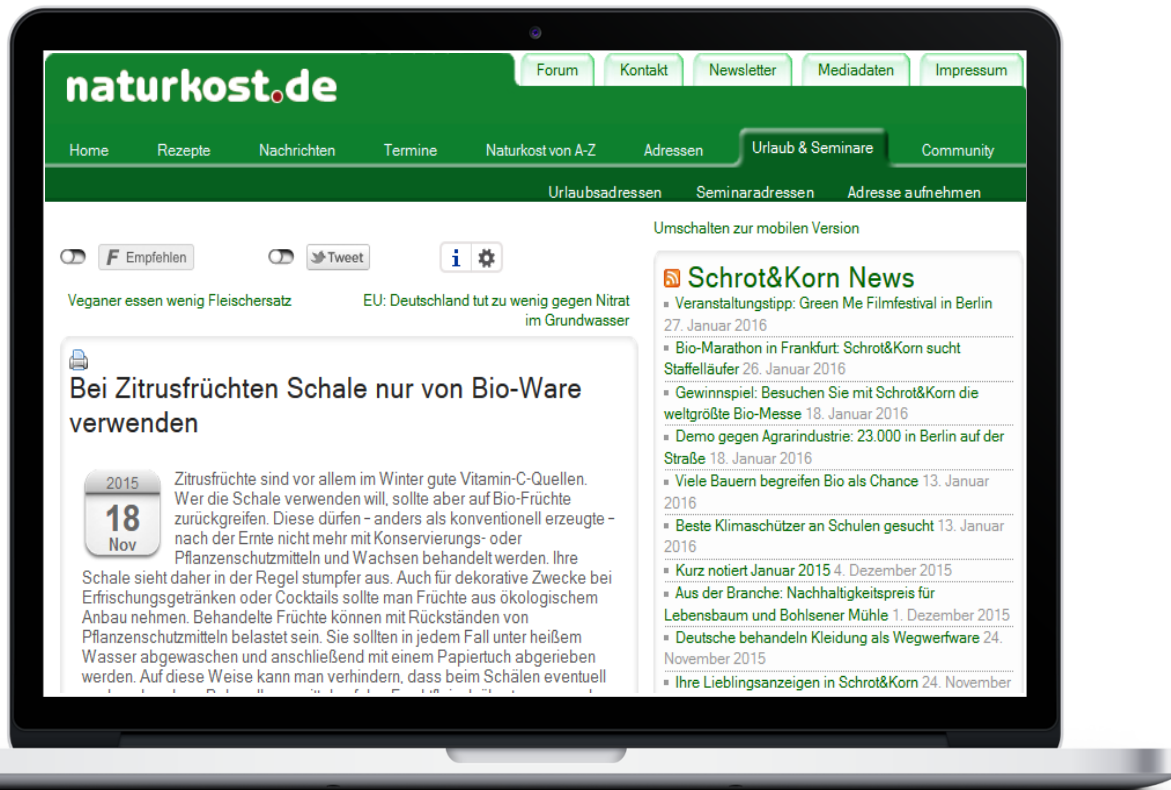 naturkost.de
Forum
Kontakt
Newsletter
Mediadaten
Impressum
Home
Rezepte
Nachrichten
Termine
Naturkost von A-Z
Adressen
Urlaub & Seminare
Community
Urlaubsadressen
Seminaradressen
Adresse aufnehmen
F Empfehlen
Tweet
i
Veganer essen wenig Fleischersatz
EU: Deutschland tut zu wenig gegen Nitrat
im Grundwasser
Bei Zitrusfrüchten Schale nur von Bio-Ware
verwenden
2015
18
Nov
Zitrusfrüchte sind vor allem im Winter gute Vitamin-C-Quellen.
Wer die Schale verwenden will, sollte aber auf Bio-Früchte
zurückgreifen. Diese dürfen – anders als konventionell erzeugte –
nach der Ernte nicht mehr mit Konservierungs- oder
Pflanzenschutzmitteln und Wachsen behandelt werden. Ihre
Schale sieht daher in der Regel stumpfer aus. Auch für dekorative Zwecke bei
Erfrischungsgetränken oder Cocktails sollte man Früchte aus ökologischem
Anbau nehmen. Behandelte Früchte können mit Rückständen von
Pflanzenschutzmitteln belastet sein. Sie sollten in jedem Fall unter heißem
Wasser abgewaschen und anschließend mit einem Papiertuch abgerieben
werden. Auf diese Weise kann man verhindern, dass beim Schälen eventuell
Umschalten zur mobilen Version
Schrot&Korn News
Veranstaltungstipp: Green Me Filmfestival in Berlin
27. Januar 2016
Bio-Marathon in Frankfurt: Schrot&Korn sucht
Staffelläufer 26. Januar 2016
Gewinnspiel: Besuchen Sie mit Schrot&Korn die
weltgrößte Bio-Messe 18. Januar 2016
Demo gegen Agrarindustrie: 23.000 in Berlin auf der
Straße 18. Januar 2016
Viele Bauern begreifen Bio als Chance 13. Januar
2016
Beste Klimaschützer an Schulen gesucht 13. Januar
2016
Kurz notiert Januar 2015 4. Dezember 2015
Aus der Branche: Nachhaltigkeitspreis für
Lebensbaum und Bohlsener Mühle 1. Dezember 2015
Deutsche behandeln Kleidung als Wegwerfware 24.
November 2015
Ihre Lieblingsanzeigen in Schrot&Korn 24. November